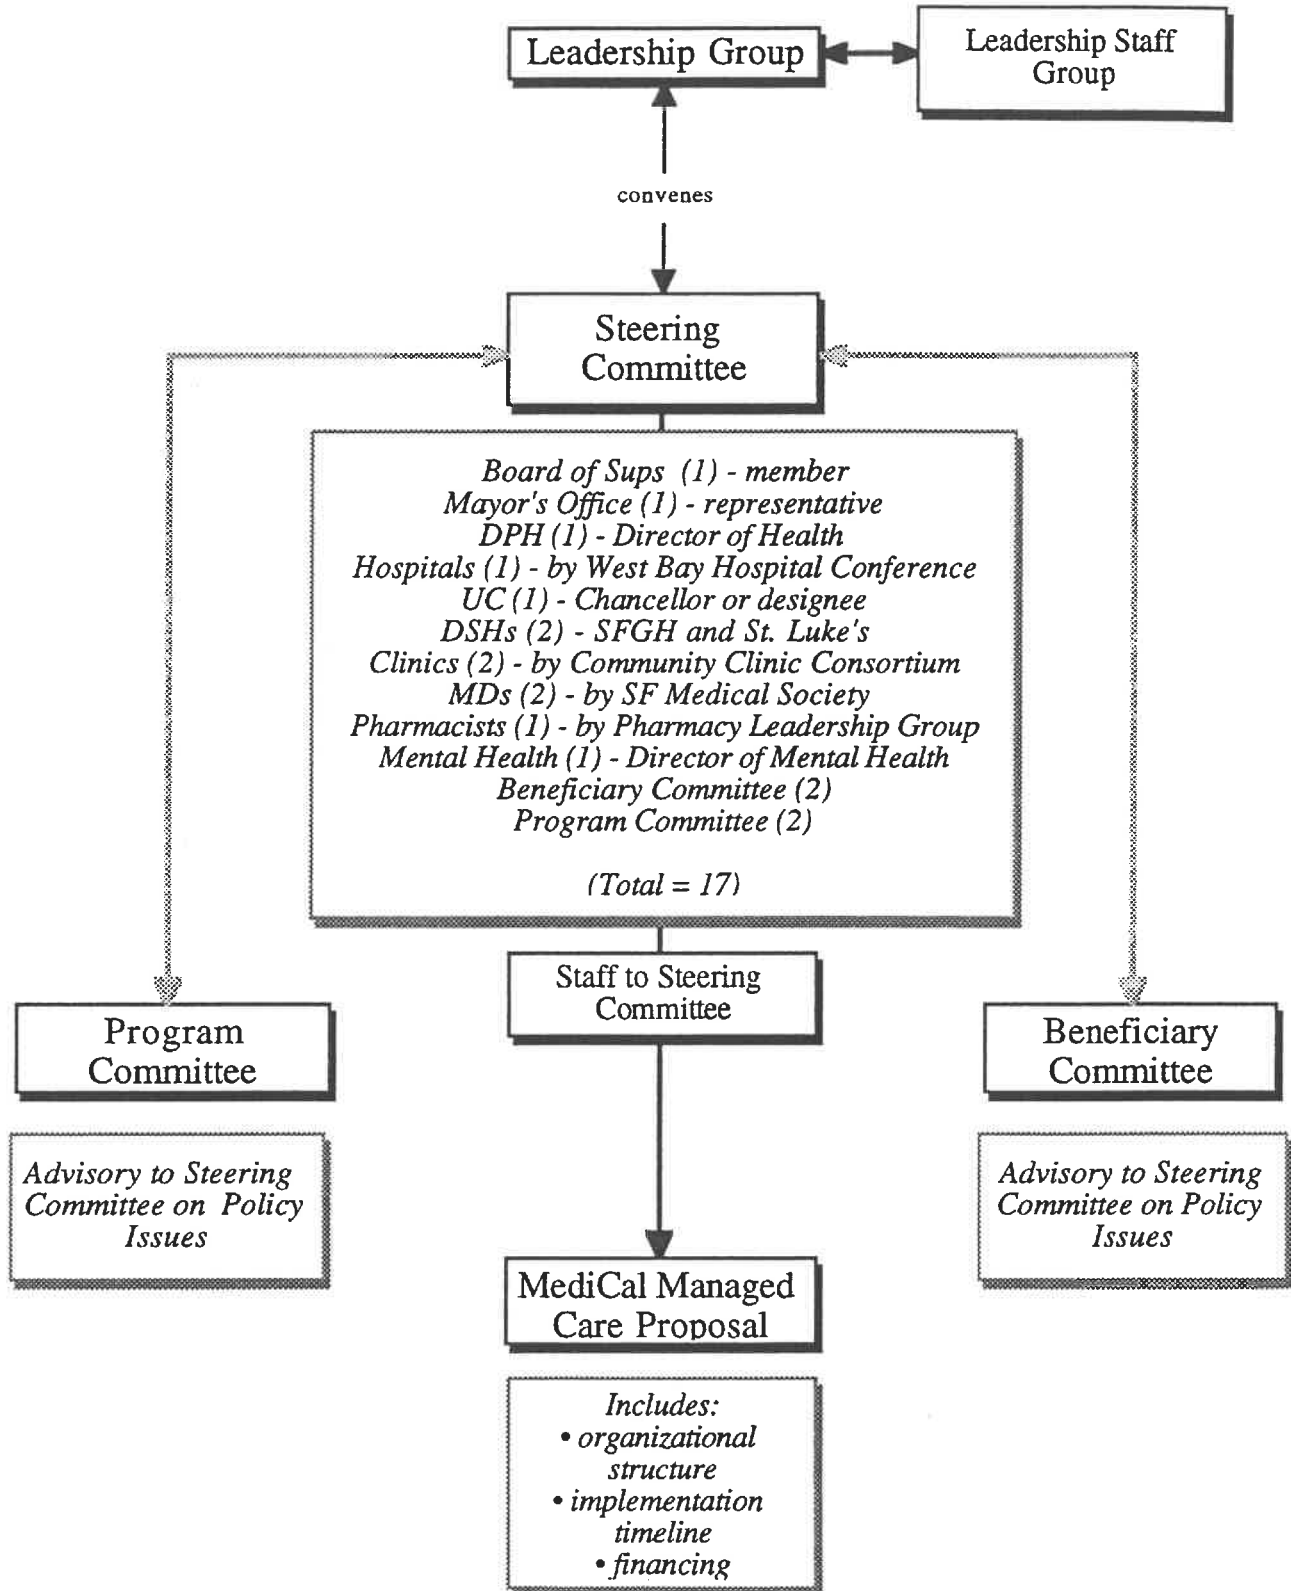 Leadership Group
Leadership Staff
Group
convenes
Steering
Committee
Board of Sups (1) - member
Mayor's Office (1) - representative
DPH (1) - Director of Health
Hospitals (1) - by West Bay Hospital Conference
UC (1) - Chancellor or designee
DSHs (2) - SFGH and St. Luke's
Clinics (2) - by Community Clinic Consortium
MDs (2) - by SF Medical Society
Pharmacists (1) - by Pharmacy Leadership Group
Mental Health (1) - Director of Mental Health
Beneficiary Committee (2)
Program Committee (2)
(Total = 17)
Staff to Steering
Committee
Program
Committee
Beneficiary
Committee
Advisory to Steering
Committee on Policy
Issues
Advisory to Steering
Committee on Policy
Issues
MediCal Managed
Care Proposal
Includes:
• organizational
structure
• implementation
timeline
• financing